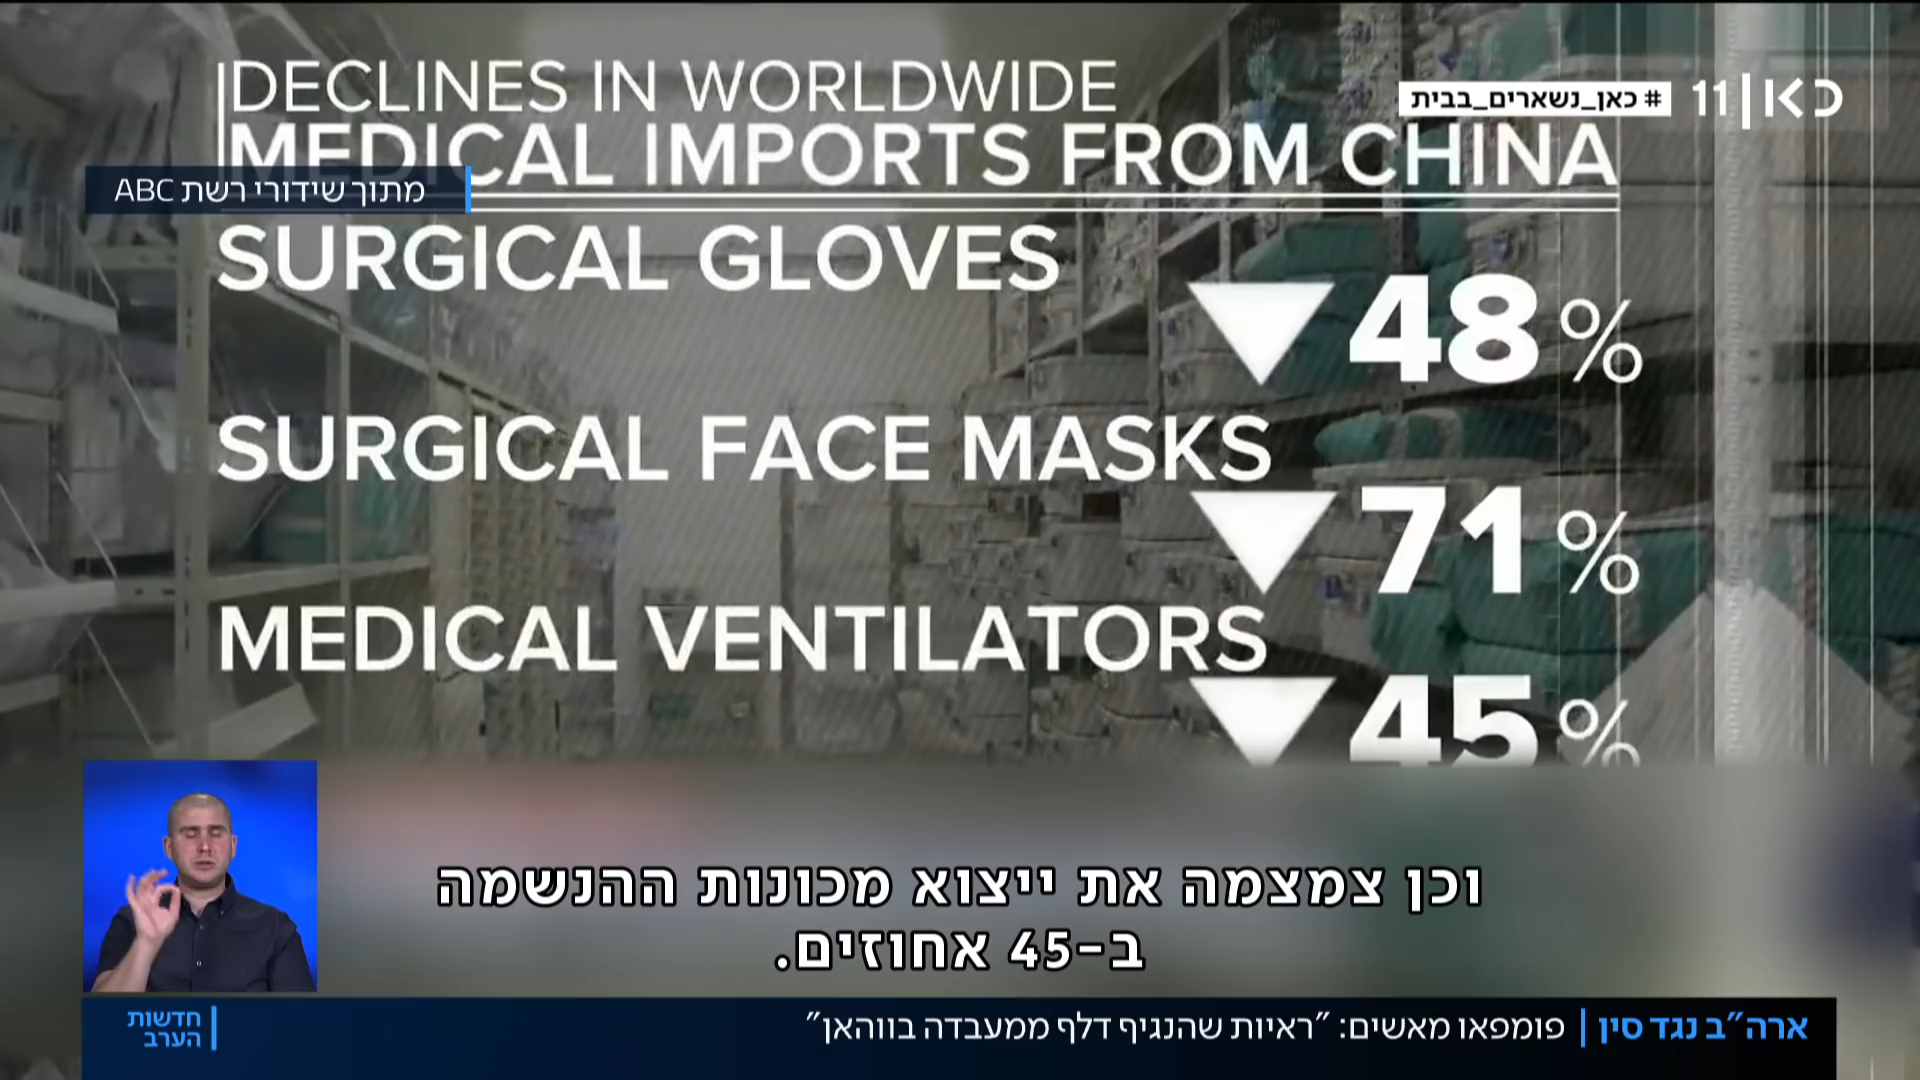 DECLINES IN WORLDWIDE
# כאן_נשארים_בבית
כאן 11
MEDICAL IMPORTS FROM CHINA
מתוך שידורי רשת ABC
SURGICAL GLOVES
48 %
SURGICAL FACE MASKS
71 %
MEDICAL VENTILATORS
45 %
וכן צמצמה את ייצוא מכונות ההנשמה
ב-45 אחוזים.
ארה"ב נגד סין | פומפאו מאשים: "ראיות שהנגיף דלף ממעבדה בווהאן"
חדשות
הערב